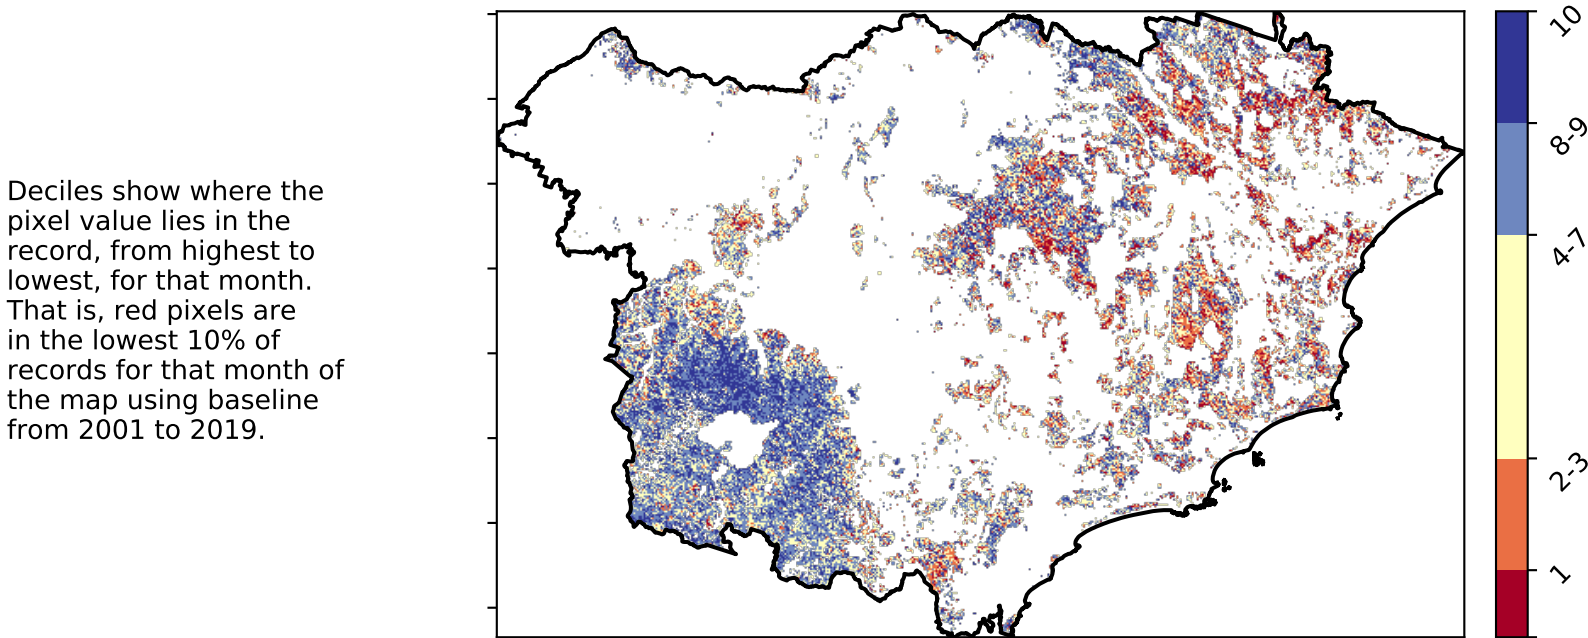 Deciles show where the
pixel value lies in the
record, from highest to
lowest, for that month.
That is, red pixels are
in the lowest 10% of
records for that month of
the map using baseline
from 2001 to 2019.
10
8-9
4-7
2-3
1